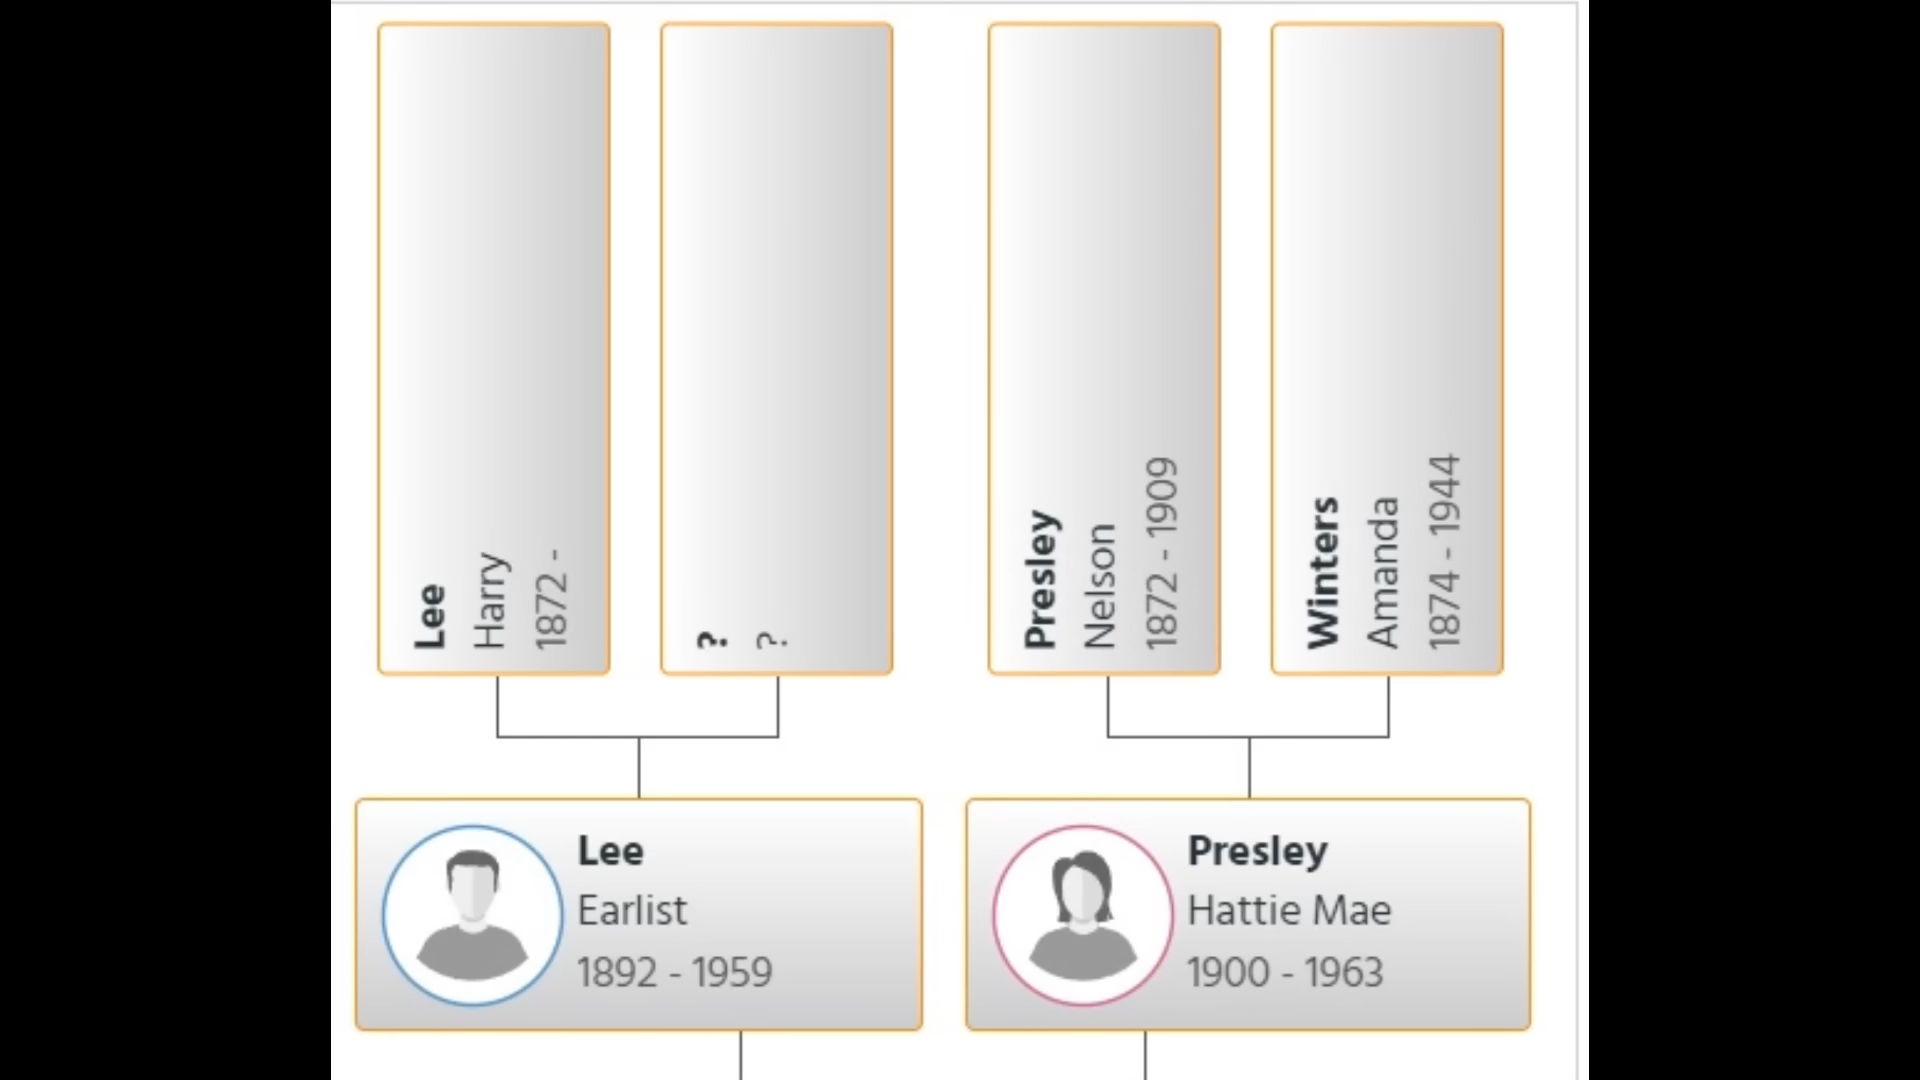 Lee
Harry
1872 -
?
?
Presley
Nelson
1872 - 1909
Winters
Amanda
1874 - 1944
Lee
Earlist
1892 - 1959
Presley
Hattie Mae
1900 - 1963